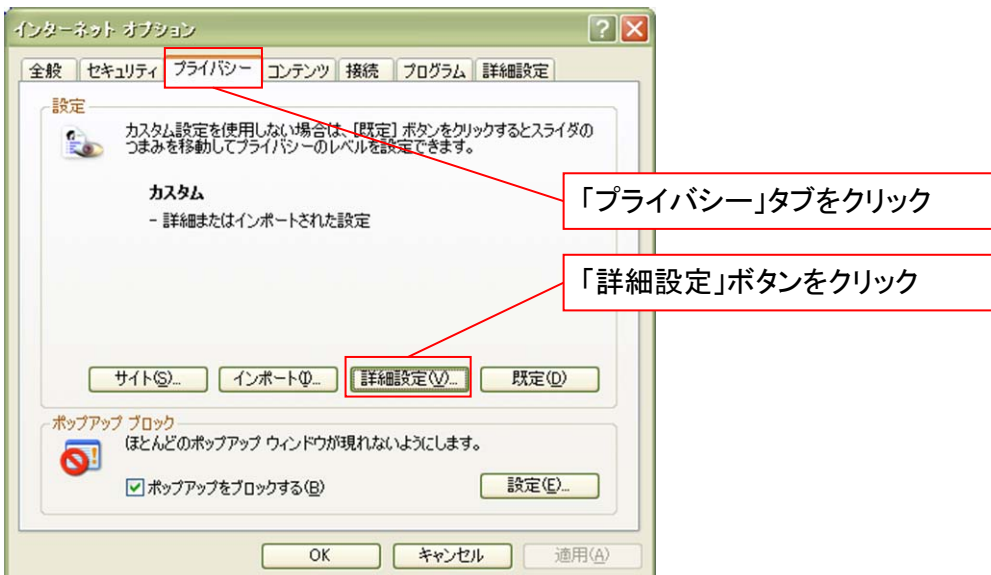 インターネット オプション
全般 セキュリティ プライバシー コンテンツ 接続 プログラム 詳細設定
設定
カスタム設定を使用しない場合は、[既定] ボタンをクリックするとスライダの
つまみを移動してプライバシーのレベルを設定できます。
カスタム
- 詳細またはインポートされた設定
「プライバシー」タブをクリック
「詳細設定」ボタンをクリック
サイト(S)... インポート(I)... 詳細設定(V)... 既定(D)
ポップアップ ブロック
ほとんどのポップアップ ウィンドウが現れないようにします。
ポップアップをブロックする(B) 設定(E)...
OK キャンセル 適用(A)